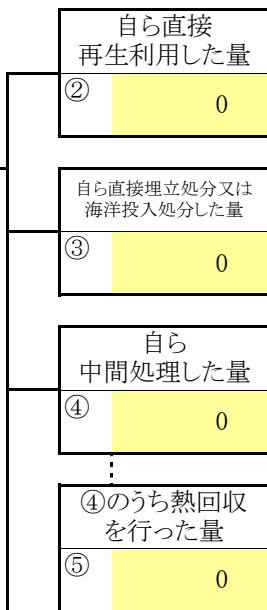 自ら直接
再生利用した量
②
0
自ら直接埋立処分又は
海洋投入処分した量
③
0
自ら
中間処理した量
④
0
④のうち熱回収
を行った量
⑤
0